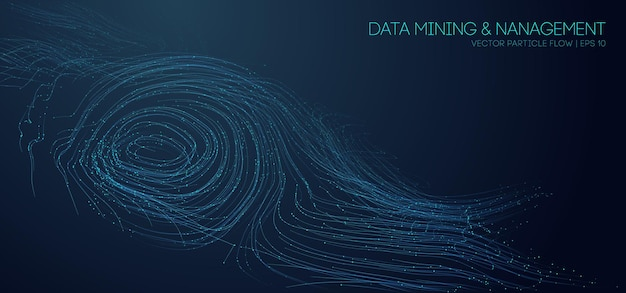 DATA MINING & NANAGEMENT
VECTOR PARTICLE FLOW | EPS 10